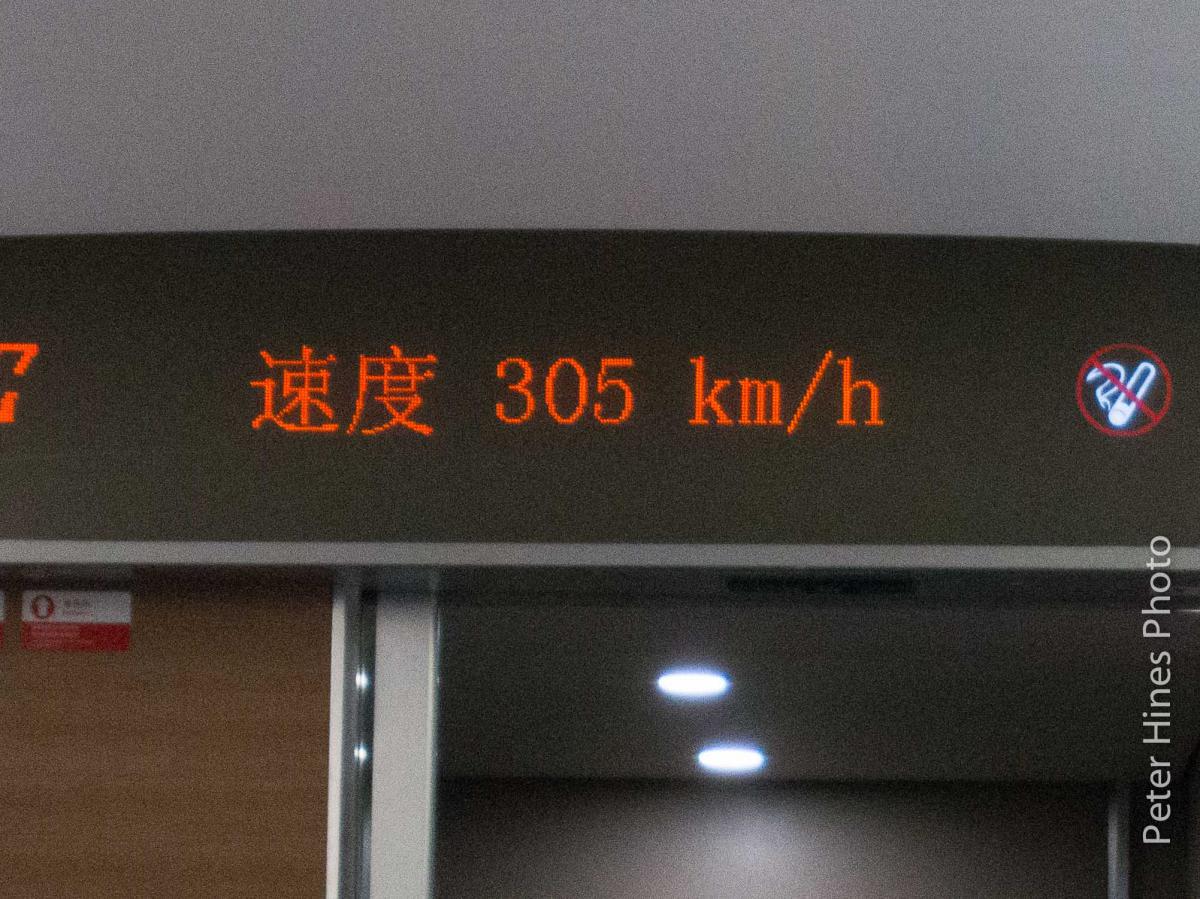 速度 305 km/h
Peter Hines Photo